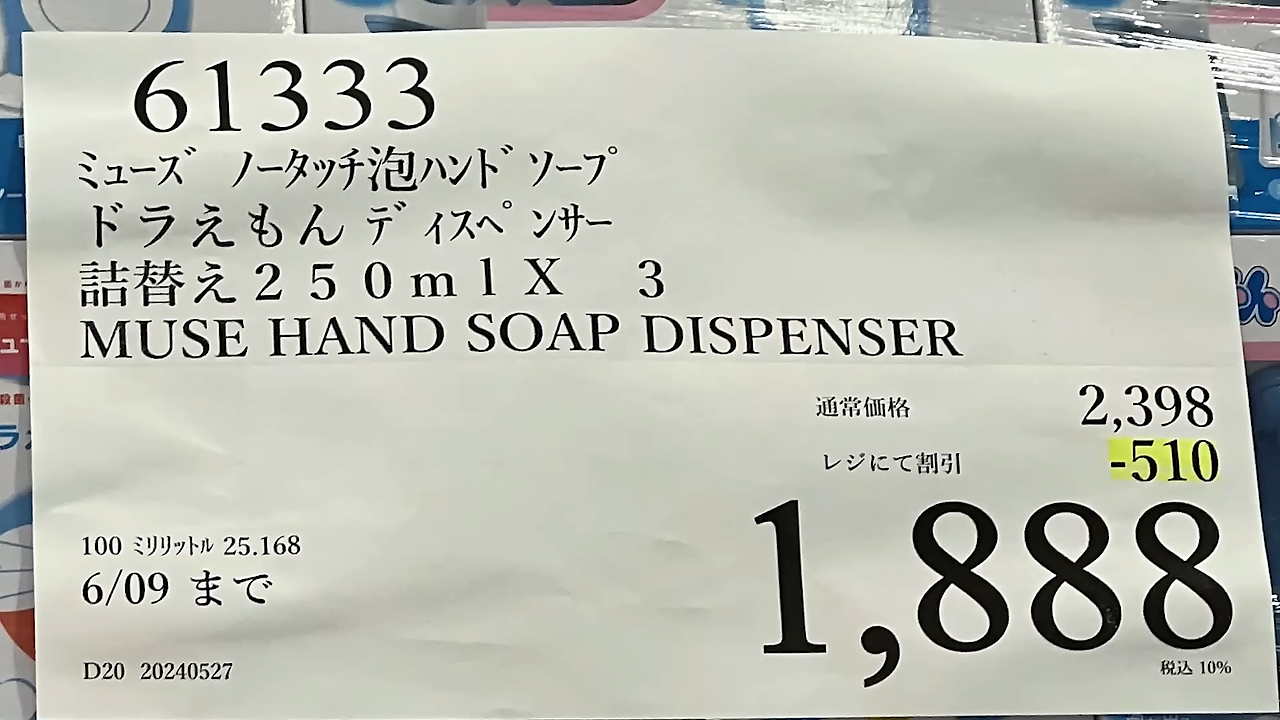 61333
ミューズ ノータッチ泡ハンドソープ
ドラえもんディスペンサー
詰替え250mlX 3
MUSE HAND SOAP DISPENSER
通常価格 2,398
レジにて割引 -510
1,888
100 ミリリットル 25.168
6/09 まで
D20 20240527
税込 10%